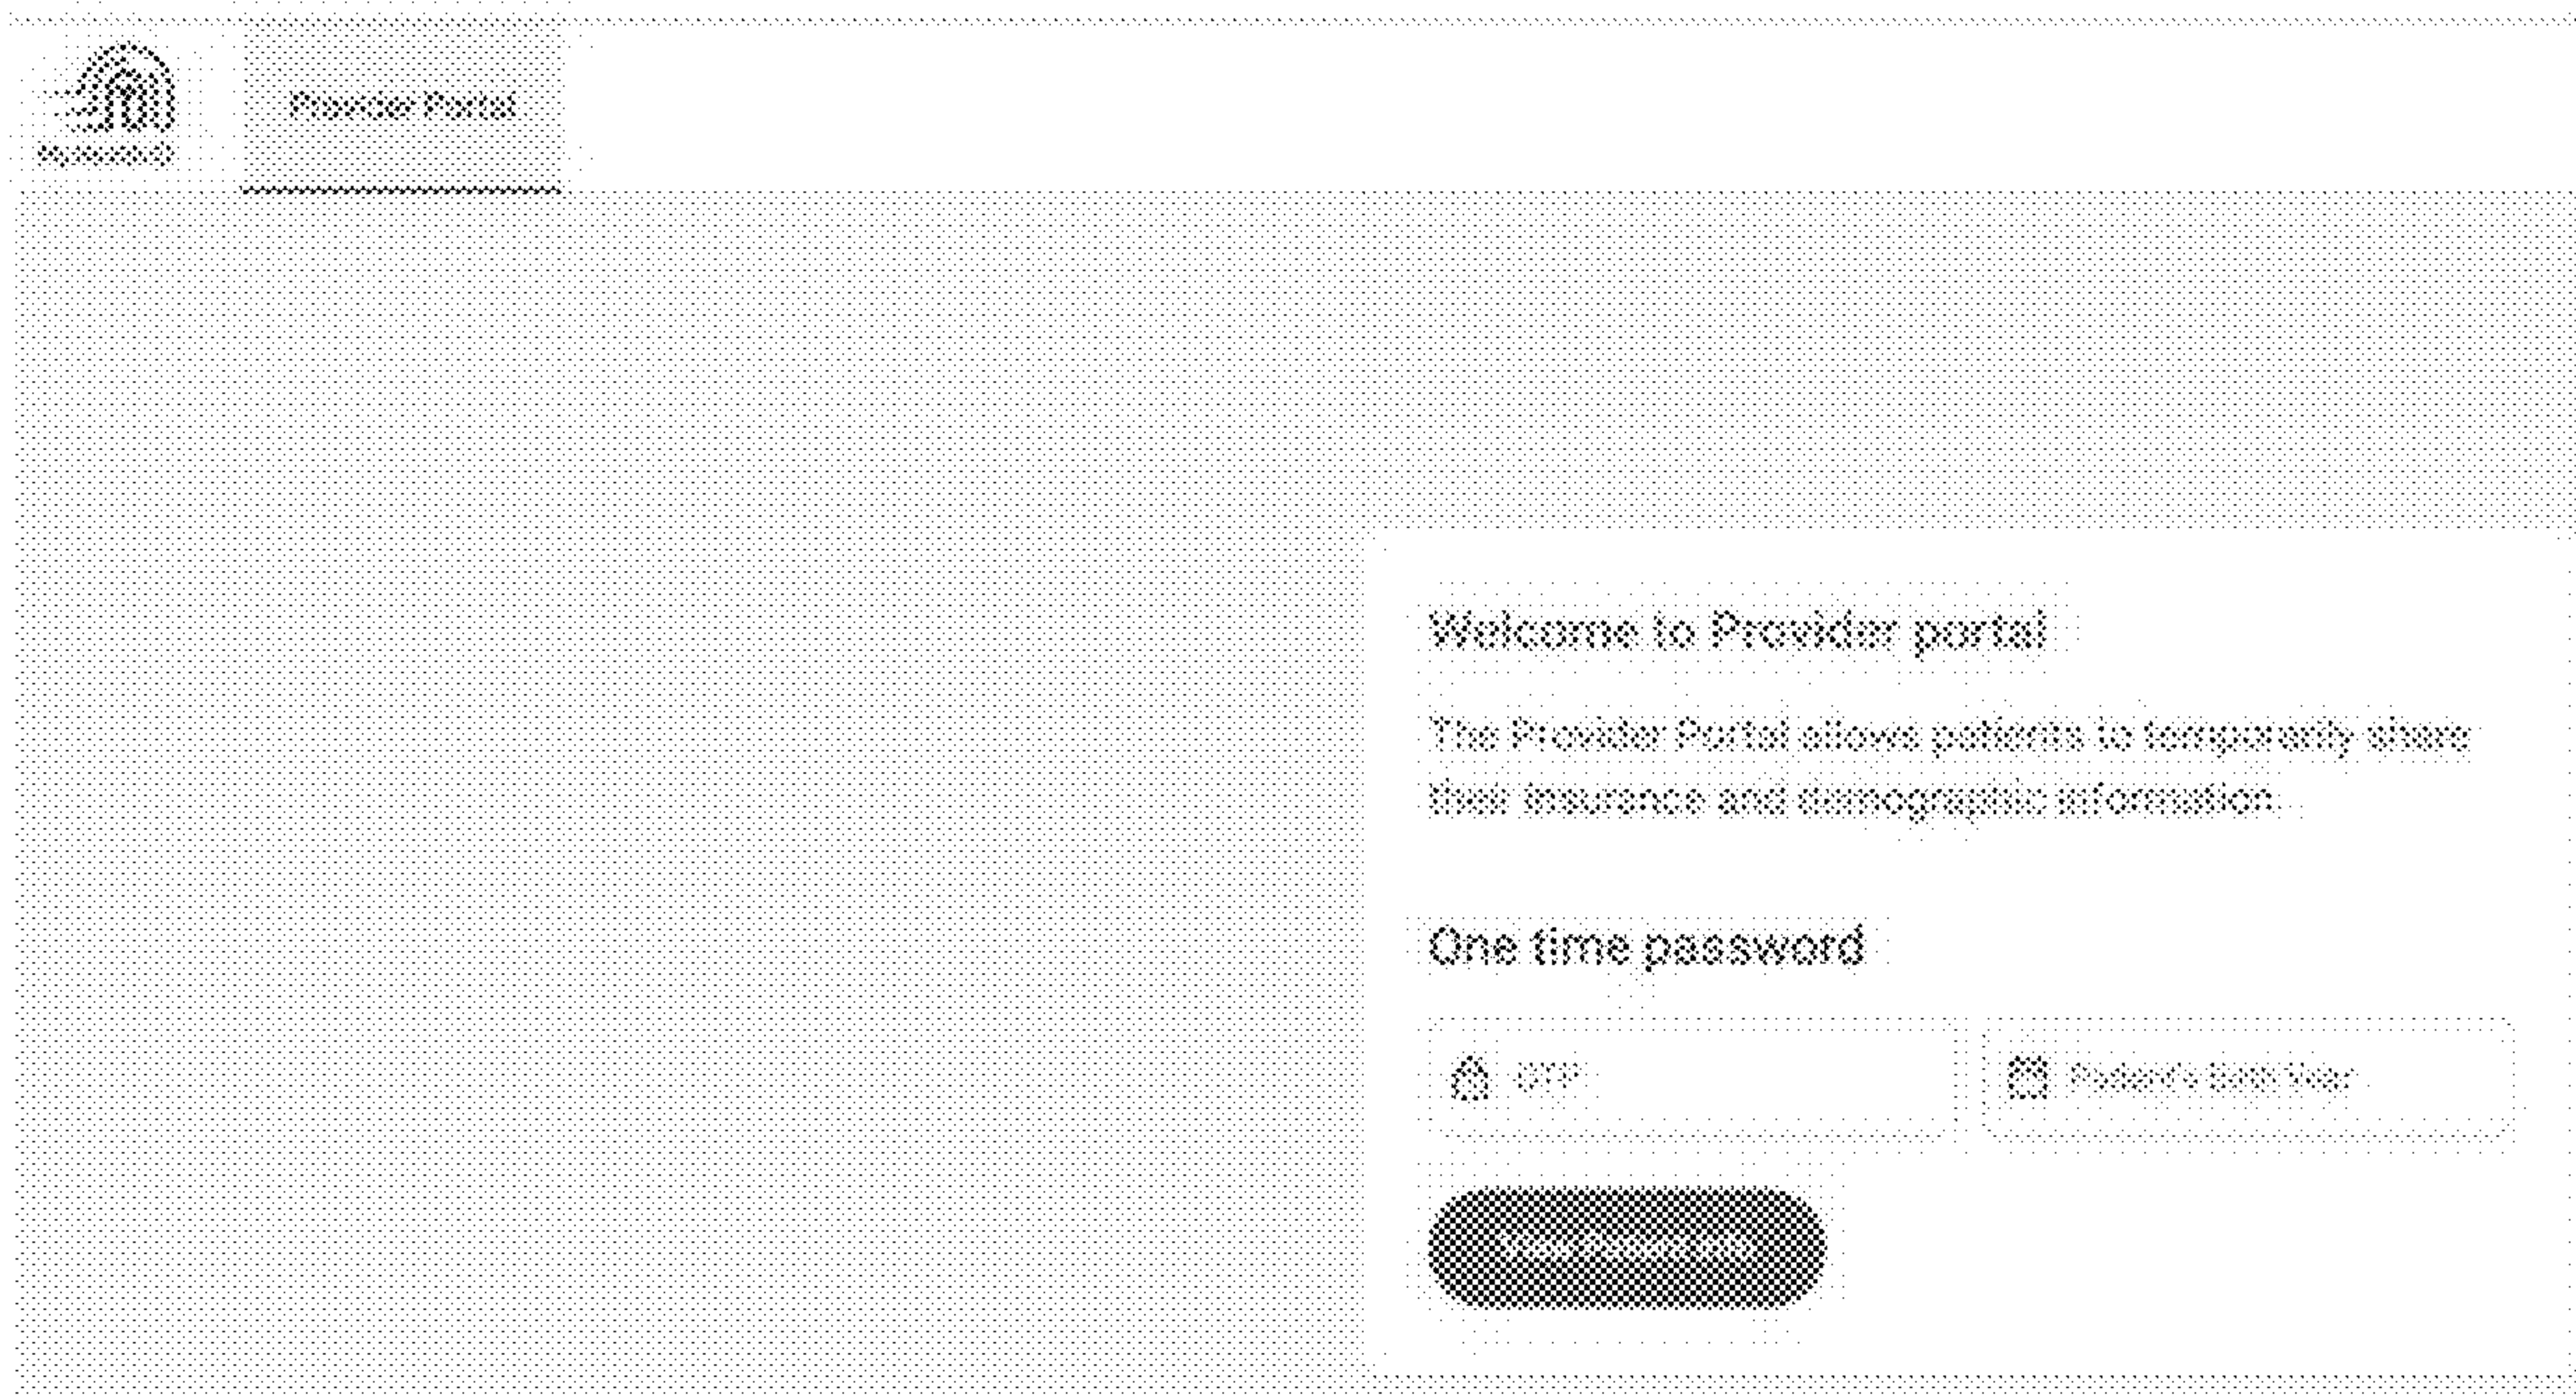 Provider Portal
Welcome to Provider portal
The Provider Portal allows patients to temporarily share
their insurance and demographic information
One time password
OTP
Patient's Birth Year